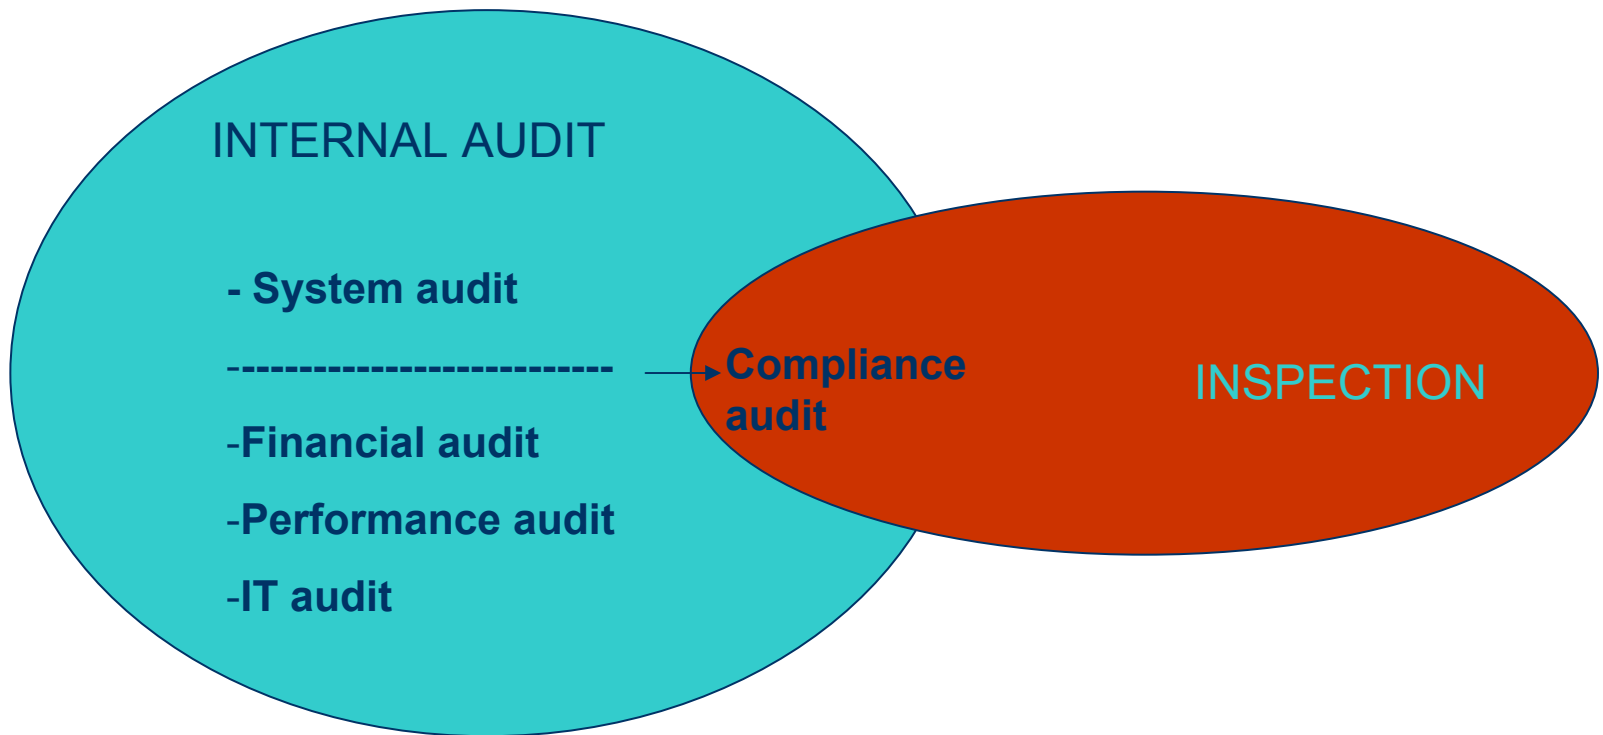 INTERNAL AUDIT
- System audit
--------------------------- Compliance
audit
INSPECTION
-Financial audit
-Performance audit
-IT audit